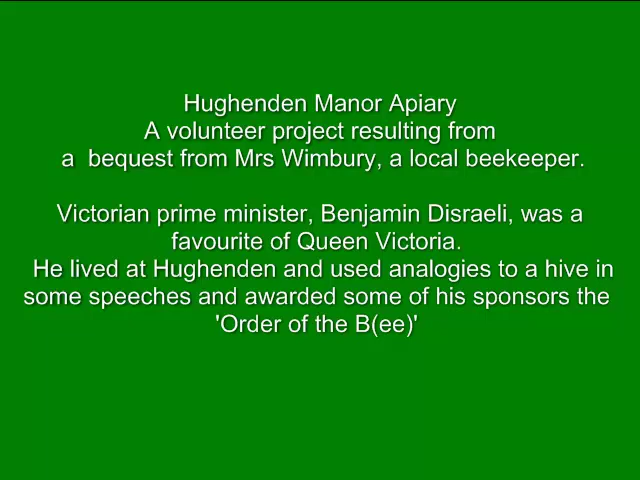 Hughenden Manor Apiary
A volunteer project resulting from
a  bequest from Mrs Wimbury, a local beekeeper.
Victorian prime minister, Benjamin Disraeli, was a
favourite of Queen Victoria.
He lived at Hughenden and used analogies to a hive in
some speeches and awarded some of his sponsors the
'Order of the B(ee)'